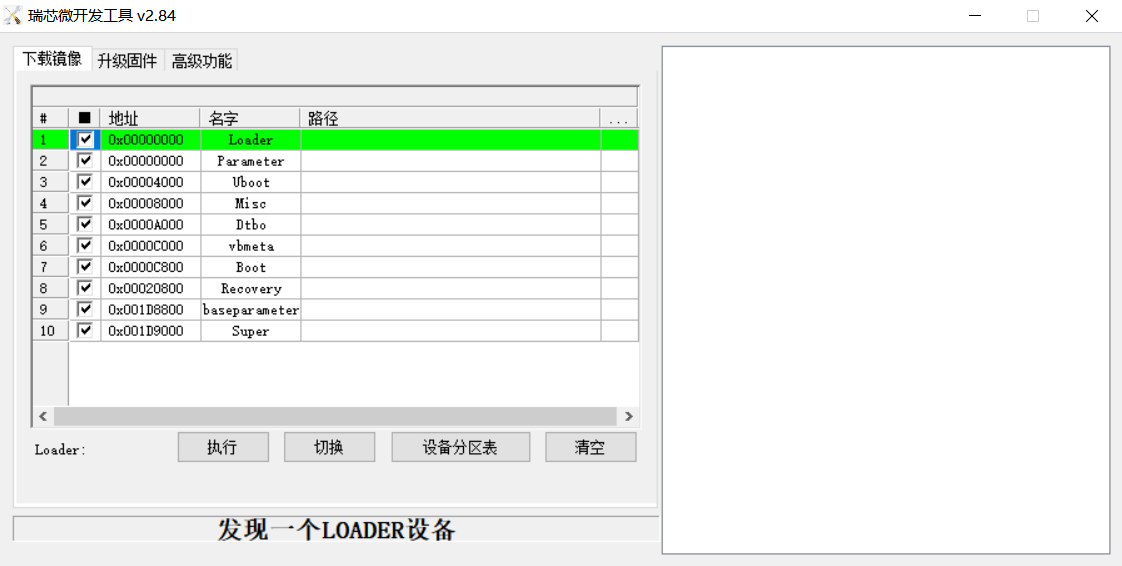 瑞芯微开发工具 v2.84
下载镜像 升级固件 高级功能
# 地址 名字 路径 ...
1 0x00000000 Loader
2 0x00000000 Parameter
3 0x00004000 Uboot
4 0x00008000 Misc
5 0x0000A000 Dtbo
6 0x0000C000 vbmeta
7 0x0000C800 Boot
8 0x00020800 Recovery
9 0x001D8800 baseparameter
10 0x001D9000 Super
Loader: 执行 切换 设备分区表 清空
发现一个LOADER设备